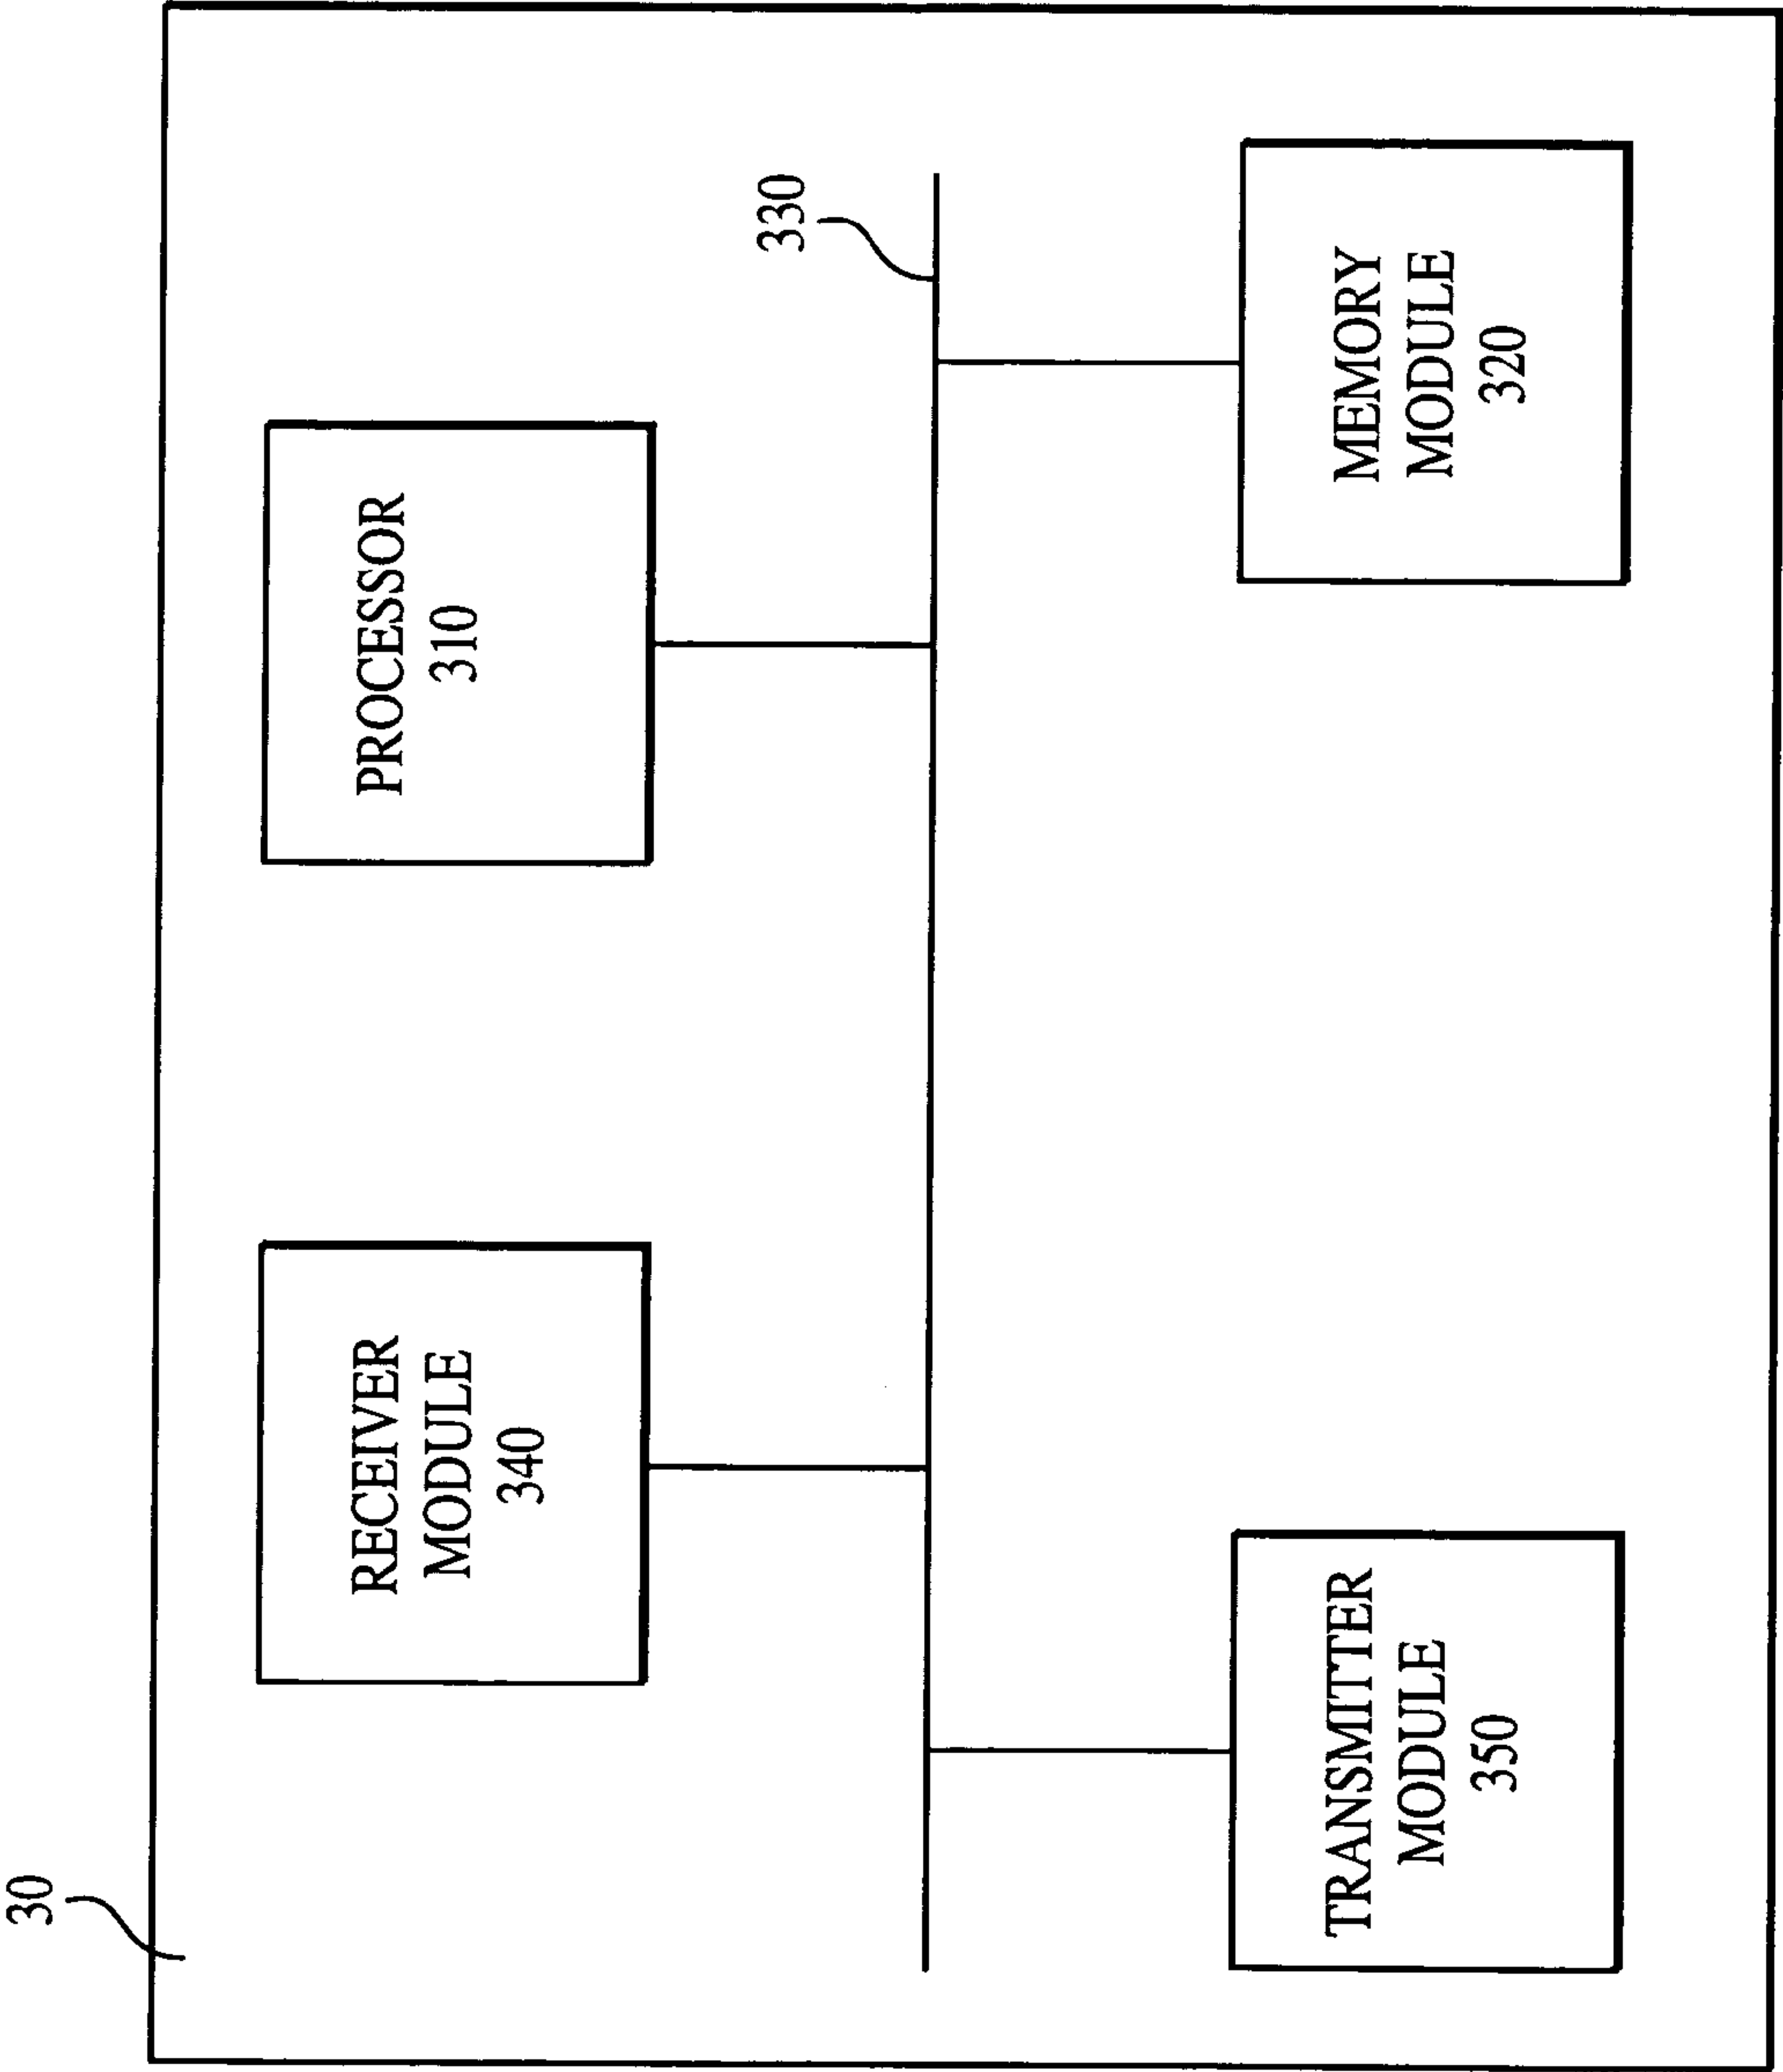 30
RECEIVER
MODULE
340
PROCESSOR
310
330
TRANSMITTER
MODULE
350
MEMORY
MODULE
320